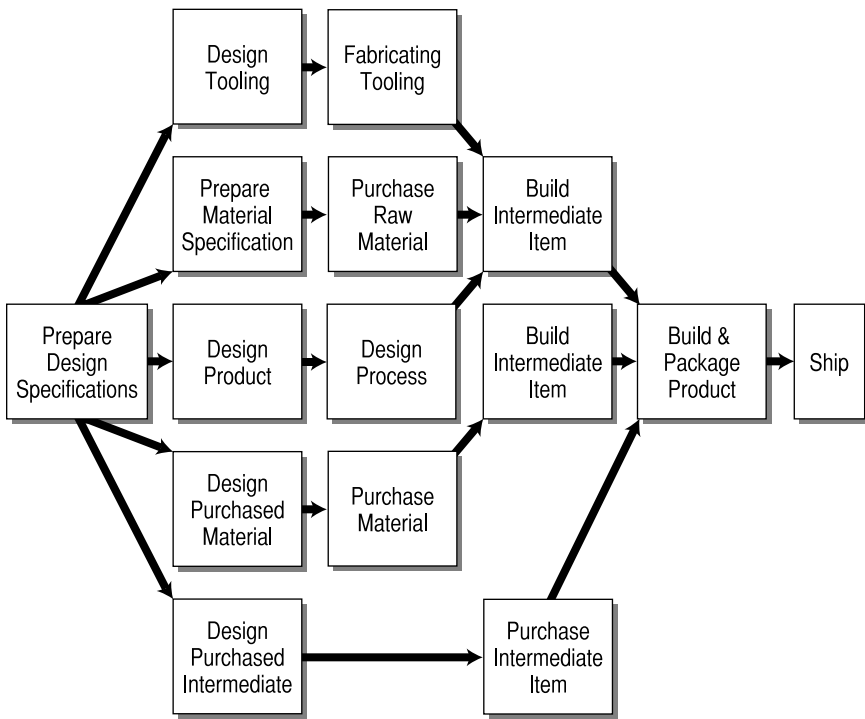 Design
Tooling
Fabricating
Tooling
Prepare
Material
Specification
Purchase
Raw
Material
Build
Intermediate
Item
Prepare
Design
Specifications
Design
Product
Design
Process
Build
Intermediate
Item
Build &
Package
Product
Ship
Design
Purchased
Material
Purchase
Material
Design
Purchased
Intermediate
Purchase
Intermediate
Item